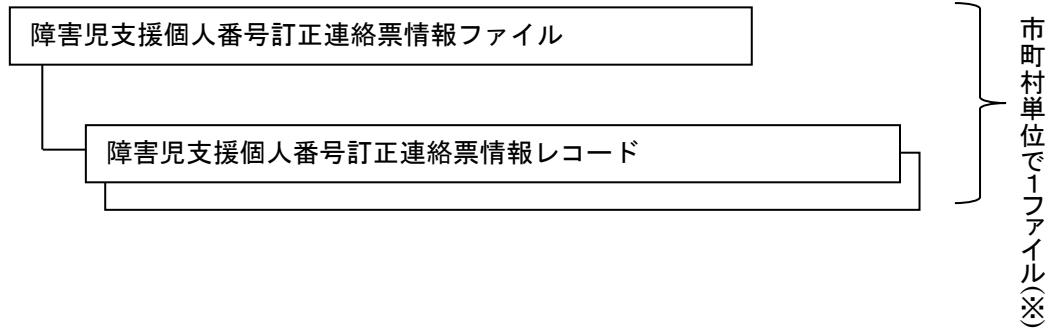 障害児支援個人番号訂正連絡票情報ファイル
障害児支援個人番号訂正連絡票情報レコード
市町村単位で1ファイル(※)